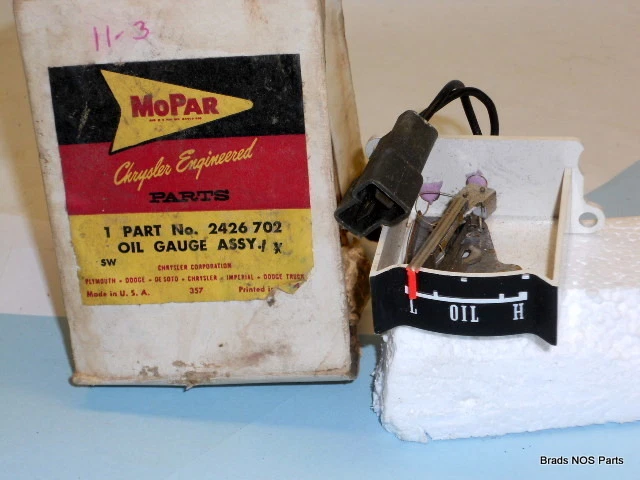 11-3
MOPAR
Chrysler Engineered
PARTS
1 PART No. 2426 702
OIL GAUGE ASSY.
SW
CHRYSLER CORPORATION
PLYMOUTH • DODGE • DE SOTO • CHRYSLER • IMPERIAL • DODGE TRUCK
Made in U. S. A. 357 Printed in
L OIL H
Brads NOS Parts